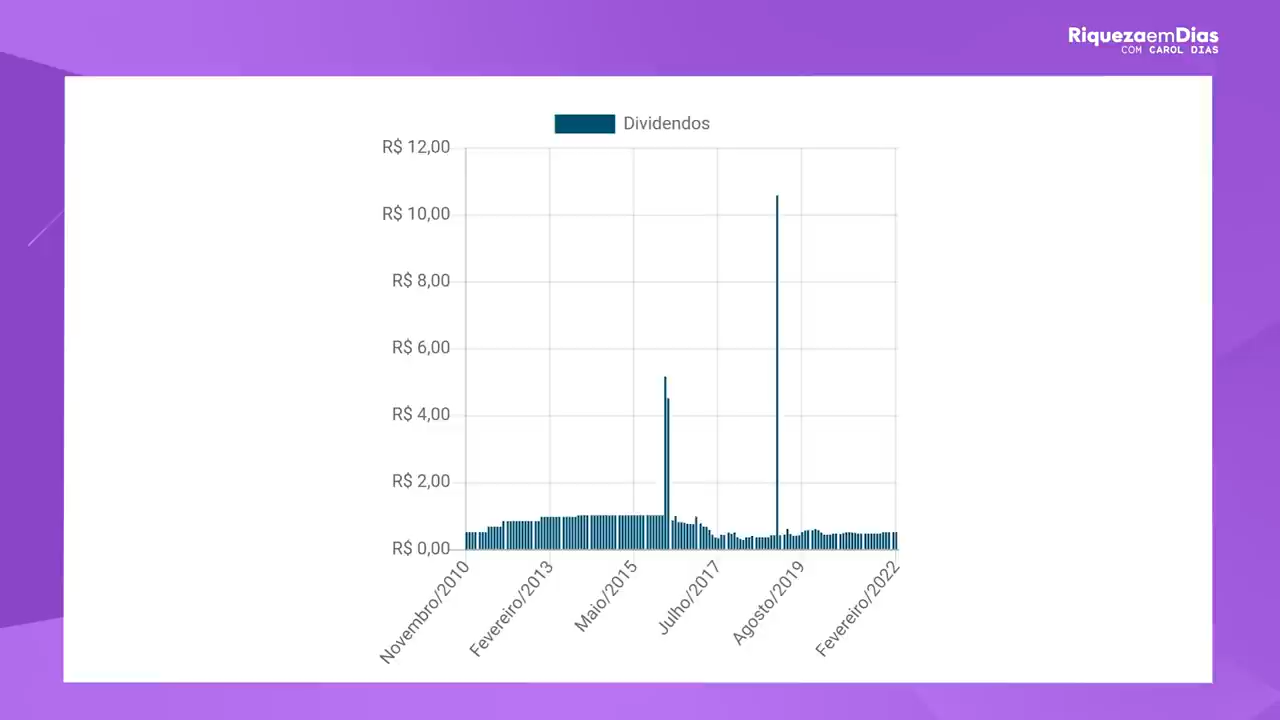 RiquezaemDias
COM CAROL DIAS
Dividendos
R$ 12,00
R$ 10,00
R$ 8,00
R$ 6,00
R$ 4,00
R$ 2,00
R$ 0,00
Novembro/2010
Fevereiro/2013
Maio/2015
Julho/2017
Agosto/2019
Fevereiro/2022